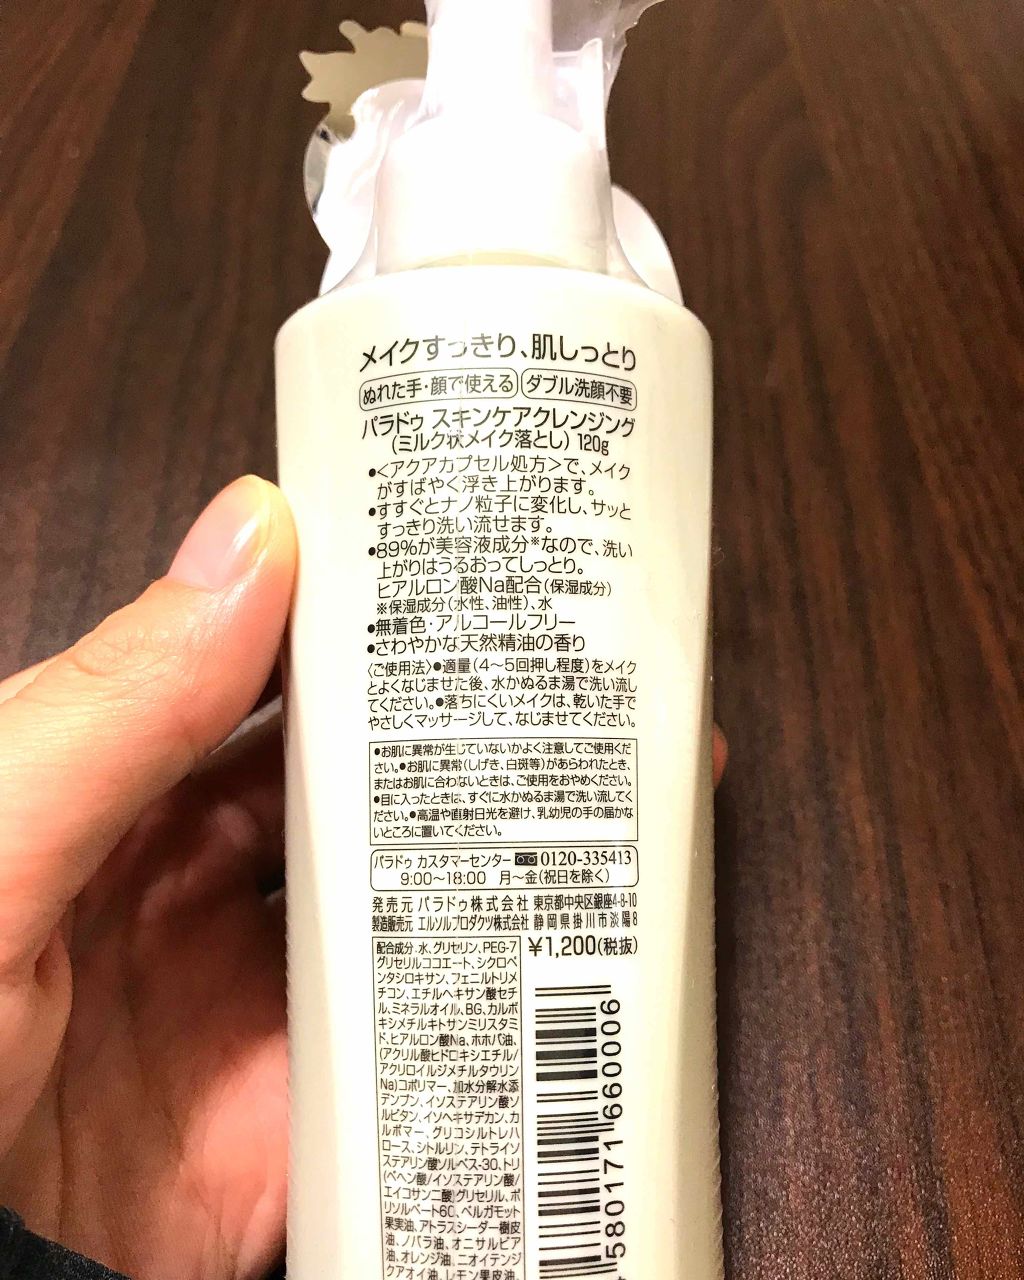 メイクすっきり、肌しっとり
ぬれた手・顔で使える ダブル洗顔不要
パラドゥ スキンケアクレンジング
(ミルク状メイク落とし) 120g
●<アクアカプセル処方>で、メイク
がすばやく浮き上がります。
●すすぐとナノ粒子に変化し、サッと
すっきり洗い流せます。
●89%が美容液成分※なので、洗い
上がりはうるおってしっとり。
ヒアルロン酸Na配合(保湿成分)
※保湿成分(水性、油性)、水
●無着色・アルコールフリー
●さわやかな天然精油の香り
〈ご使用法〉●適量(4〜5回押し程度)をメイク
とよくなじませた後、水かぬるま湯で洗い流し
てください。●落ちにくいメイクは、乾いた手で
やさしくマッサージして、なじませてください。
●お肌に異常が生じていないかよく注意してご使用くだ
さい。●お肌に異常(しげき、白斑等)があらわれたとき、
またはお肌に合わないときは、ご使用をおやめください。
●目に入ったときは、すぐに水かぬるま湯で洗い流してく
ださい。●高温や直射日光を避け、乳幼児の手の届かな
いところに置いてください。
パラドゥ カスタマーセンター 0120-335413
9:00〜18:00 月〜金(祝日を除く)
発売元 パラドゥ株式会社 東京都中央区銀座4-8-10
製造販売元 エルソルプロダクツ株式会社 静岡県掛川市淡陽8
¥1,200(税抜)
配合成分:水、グリセリン、PEG-7
グリセリルココエート、シクロペ
ンタシロキサン、フェニルトリメ
チコン、エチルヘキサン酸セチ
ル、ミネラルオイル、BG、カルボ
キシメチルキトサンミリスタミ
ド、ヒアルロン酸Na、ホホバ油、
(アクリル酸ヒドロキシエチル/
アクリロイルジメチルタウリン
Na)コポリマー、加水分解水添
デンプン、イソステアリン酸ソ
ルビタン、イソヘキサデカン、カ
ルボマー、グリコシルトレハ
ロース、シトルリン、テトライソ
ステアリン酸ソルベス-30、トリ
(ベヘン酸/イソステアリン酸/
エイコサン二酸)グリセリル、ポ
リソルベート60、ベルガモット
果実油、アトラスシーダー樹皮
油、ノバラ油、オニサルビア
油、オレンジ油、ニオイテンジ
クアオイ油、レモン果皮油、
4580171660006